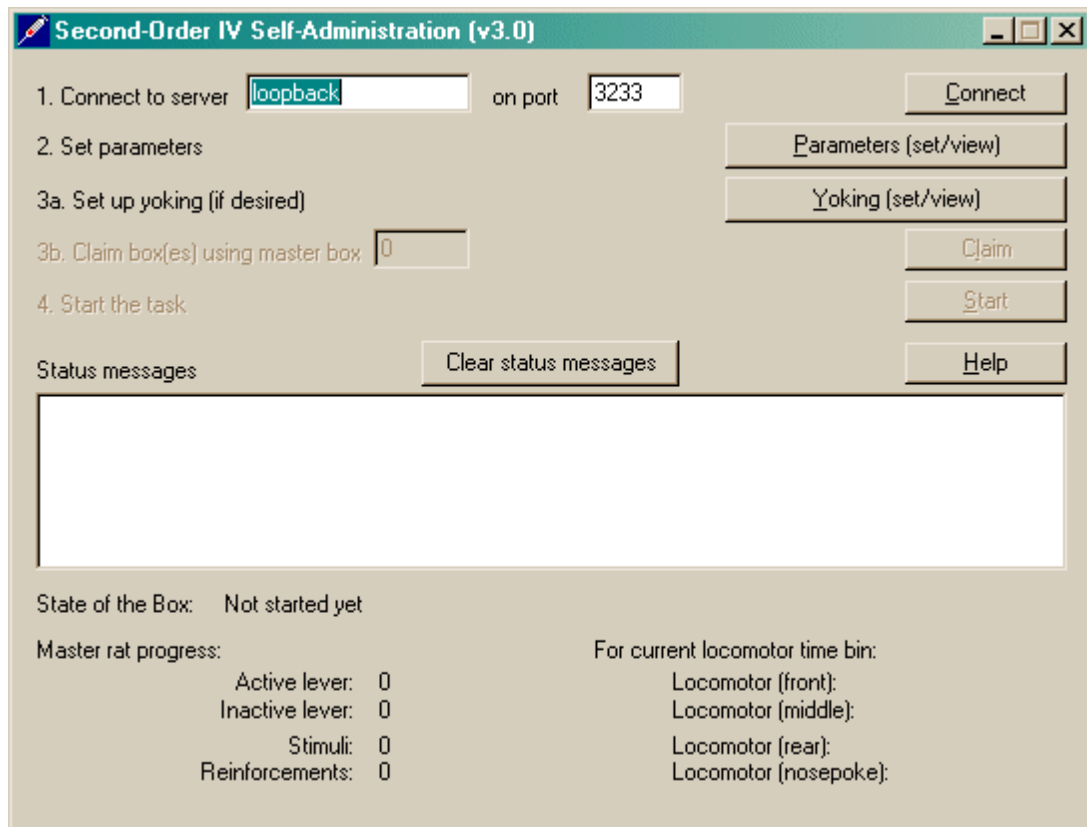 Second-Order IV Self-Administration (v3.0)
1. Connect to server loopback on port 3233 Connect
2. Set parameters Parameters (set/view)
3a. Set up yoking (if desired) Yoking (set/view)
3b. Claim box(es) using master box 0 Claim
4. Start the task Start
Status messages Clear status messages Help
State of the Box: Not started yet
Master rat progress: For current locomotor time bin:
Active lever: 0 Locomotor (front):
Inactive lever: 0 Locomotor (middle):
Stimuli: 0 Locomotor (rear):
Reinforcements: 0 Locomotor (nosepoke):